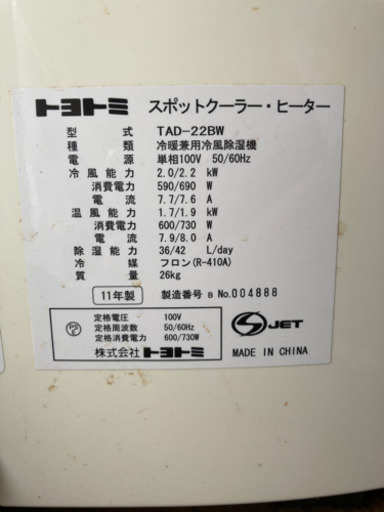 トヨトミ スポットクーラー・ヒーター
型 式 TAD-22BW
種 類 冷暖兼用冷風除湿機
電 源 単相100V 50/60Hz
冷 風 能 力 2.0/2.2 kW
消費電力 590/690 W
電 流 7.7/7.6 A
温 風 能 力 1.7/1.9 kW
消費電力 600/730 W
電 流 7.9/8.0 A
除 湿 能 力 36/42 L/day
冷 媒 フロン(R-410A)
質 量 26kg
11年製 製造番号 B No.004888
PS E
定格電圧 100V
定格周波数 50/60Hz
定格消費電力 600/730W
株式会社 トヨトミ
S JET
MADE IN CHINA